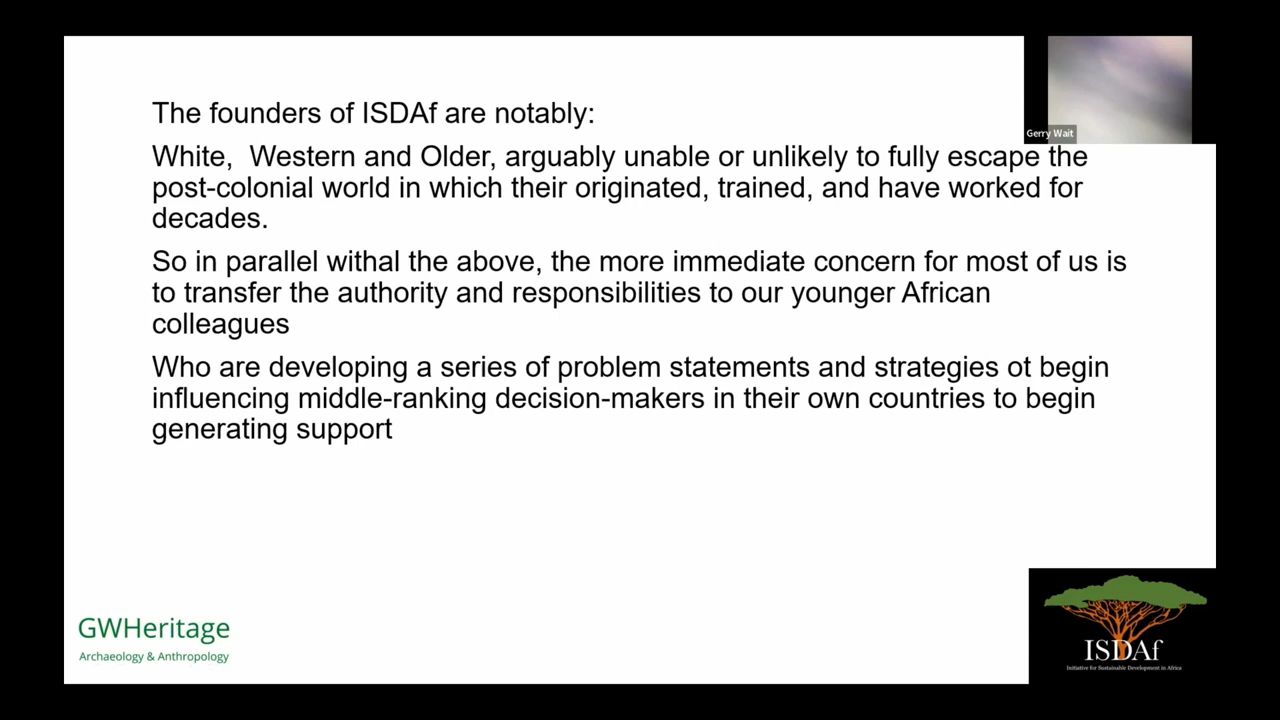 The founders of ISDAf are notably:
White,  Western and Older, arguably unable or unlikely to fully escape the
post-colonial world in which their originated, trained, and have worked for
decades.
So in parallel withal the above, the more immediate concern for most of us is
to transfer the authority and responsibilities to our younger African
colleagues
Who are developing a series of problem statements and strategies ot begin
influencing middle-ranking decision-makers in their own countries to begin
generating support
Gerry Wait
GWHeritage
Archaeology & Anthropology
ISDAf
Initiative for Sustainable Development in Africa